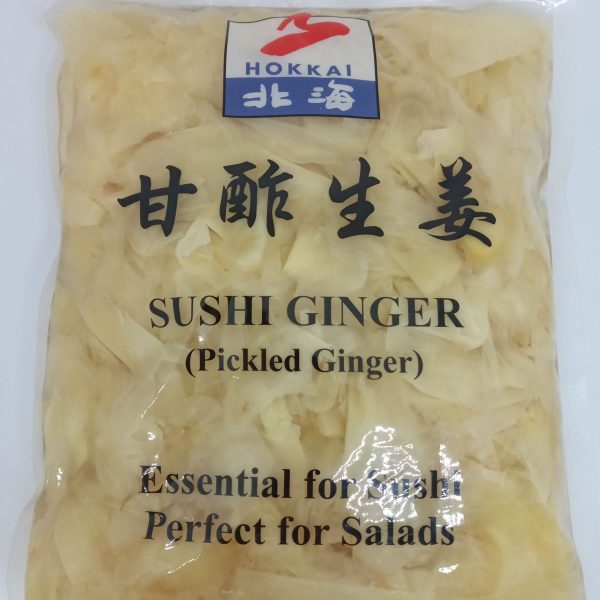 HOKKAI
北海
甘酢生姜
SUSHI GINGER
(Pickled Ginger)
Essential for Sushi
Perfect for Salads